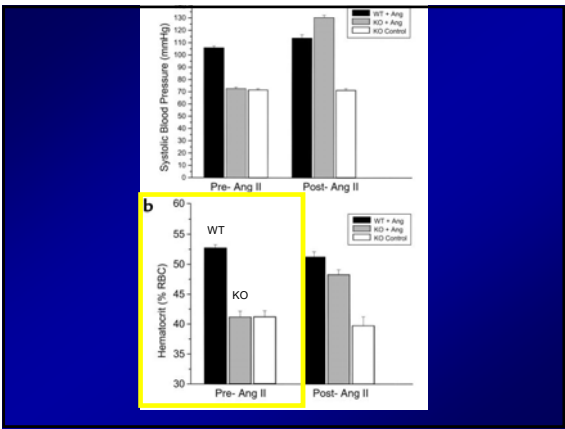 Systolic Blood Pressure (mmHg)
130
120
110
100
90
80
70
60
50
40
30
20
10
0
WT + Ang
KO + Ang
KO Control
Pre- Ang II
Post- Ang II
b
Hematocrit (% RBC)
60
55
50
45
40
35
30
WT
KO
WT + Ang
KO + Ang
KO Control
Pre- Ang II
Post- Ang II